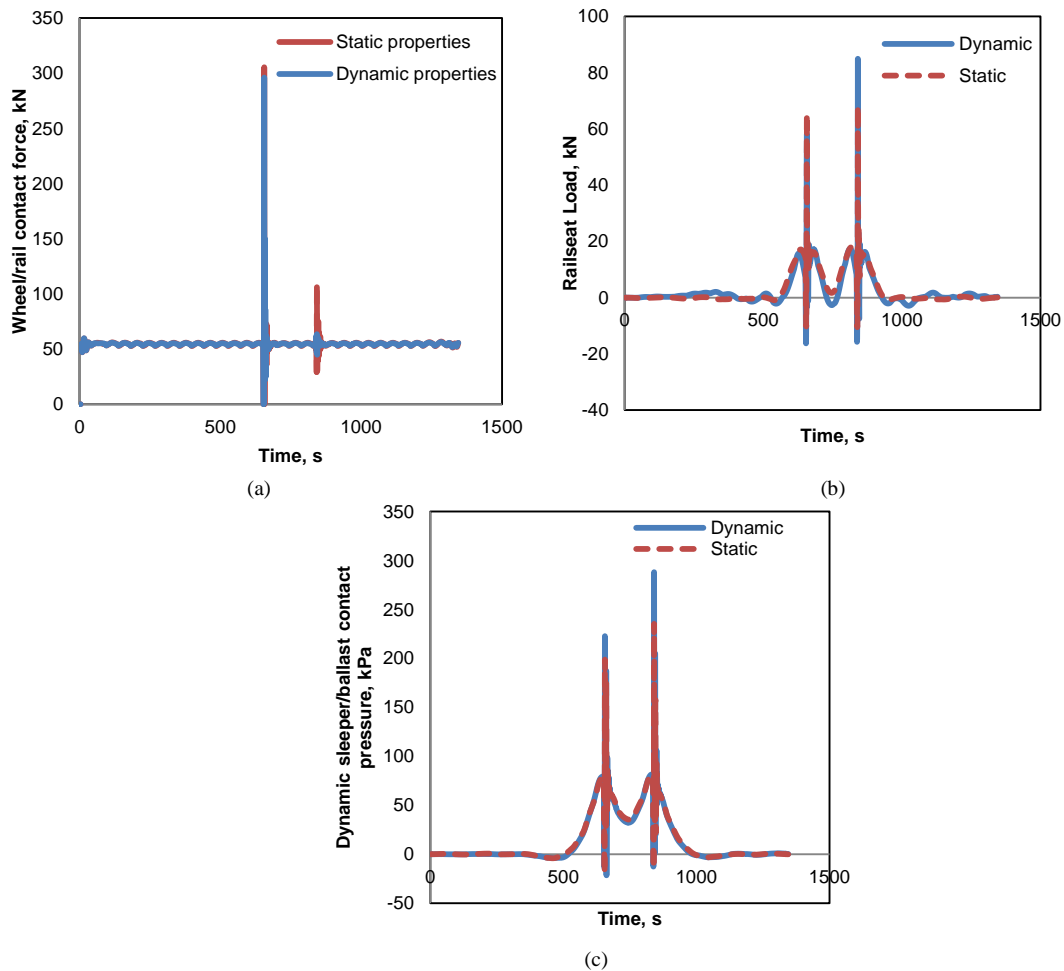 350
300
250
200
150
100
50
0
0
500
1000
1500
Wheel/rail contact force, kN
Time, s
Static properties
Dynamic properties
(a)
100
80
60
40
20
0
-20
-40
0
500
1000
1500
Railseat Load, kN
Time, s
Dynamic
Static
(b)
350
300
250
200
150
100
50
0
-50
0
500
1000
1500
Dynamic sleeper/ballast contact
pressure, kPa
Time, s
Dynamic
Static
(c)